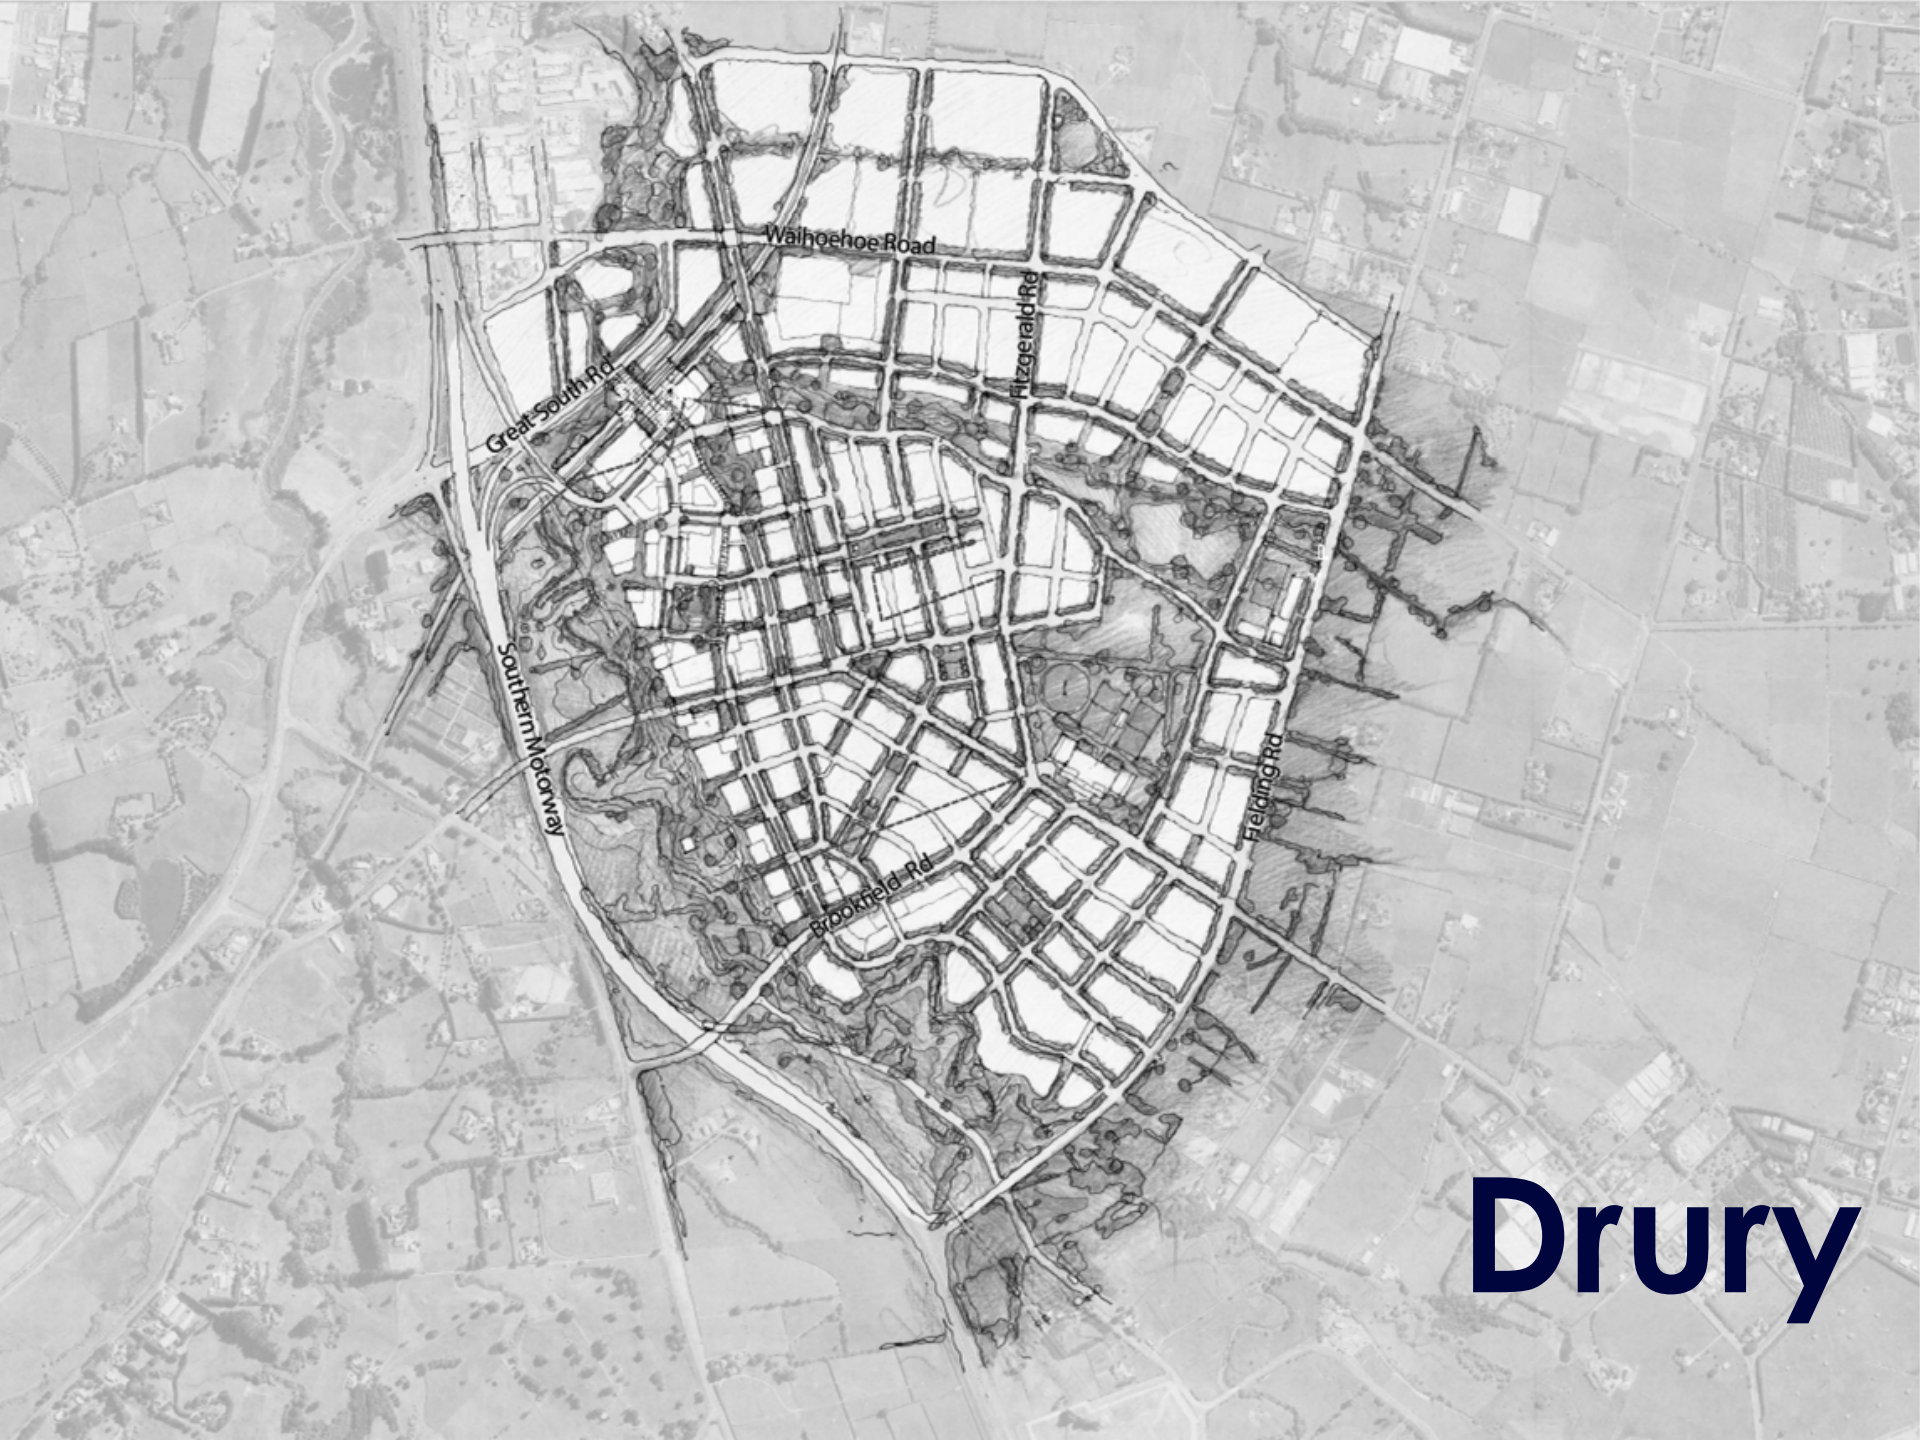 Waihoehoe Road
Fitzgerald Rd
Great South Rd
Southern Motorway
Fielding Rd
Brookfield Rd
Drury